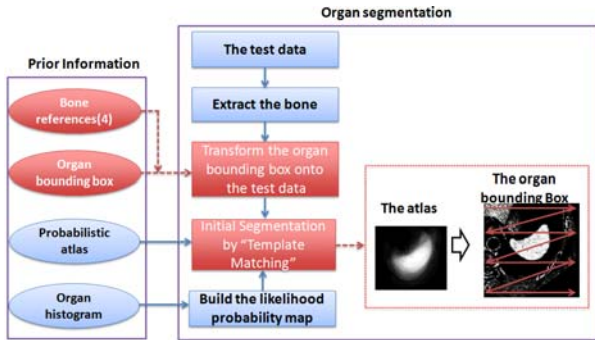 Organ segmentation
Prior Information
The test data
Extract the bone
Bone
references(4)
Organ
bounding box
Transform the organ
bounding box onto
the test data
Probabilistic
atlas
Initial Segmentation
by "Template
Matching"
Organ
histogram
Build the likelihood
probability map
The atlas
The organ
bounding Box